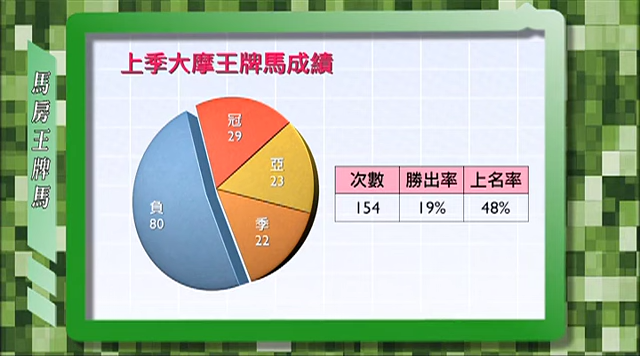 上季大摩王牌馬成績
馬房王牌馬
冠
29
亞
23
季
22
負
80
次數 勝出率 上名率
154 19% 48%